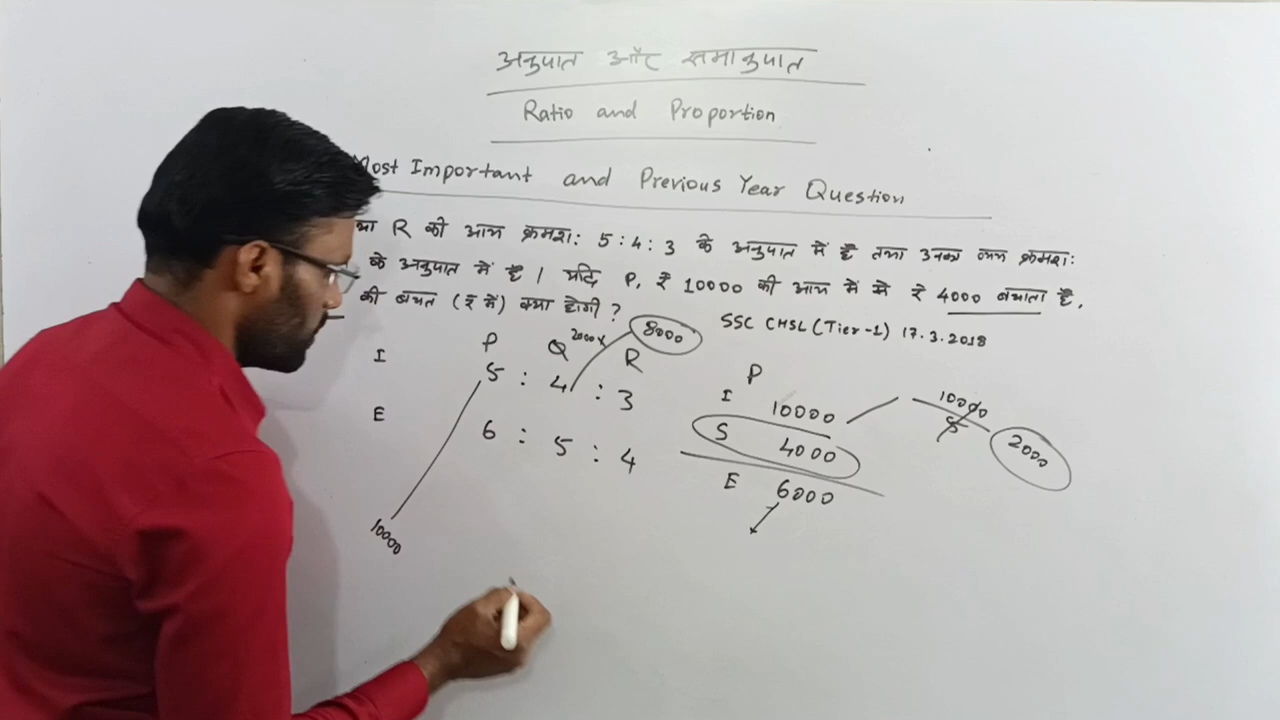 अनुपात और समानुपात
Ratio and Proportion
Most Important and Previous Year Question
R की आय क्रमशः 5 : 4 : 3 के अनुपात में है तथा उनका व्यय क्रमशः
के अनुपात में है । यदि P, ₹ 10000 की आय में से ₹ 4000 बचाता है,
की बचत (₹ में) क्या होगी ?
SSC CHSL (Tier-1) 17.3.2018
P Q R
2000x
8000
I 5 : 4 : 3
E 6 : 5 : 4
10000
P
I 10000
S 4000
E 6000
10000
5
2000